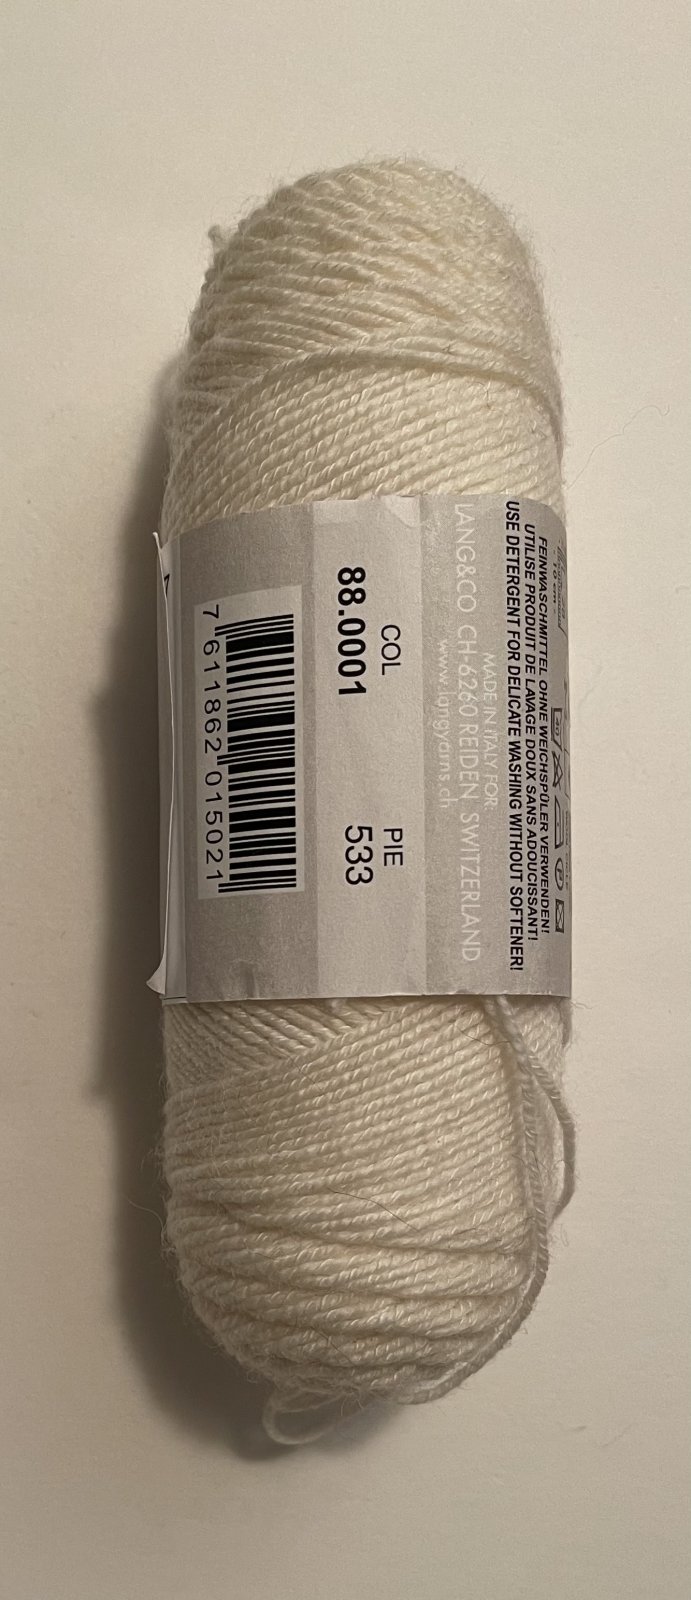 FEINWASCHMITTEL OHNE WEICHSPÜLER VERWENDEN!
UTILISE PRODUIT DE LAVAGE DOUX SANS ADOUCISSANT!
USE DETERGENT FOR DELICATE WASHING WITHOUT SOFTENER!
MADE IN ITALY FOR:
LANG&CO CH-6260 REIDEN SWITZERLAND
www.langyarns.ch
COL PIE
88.0001 533
7 611862 015021